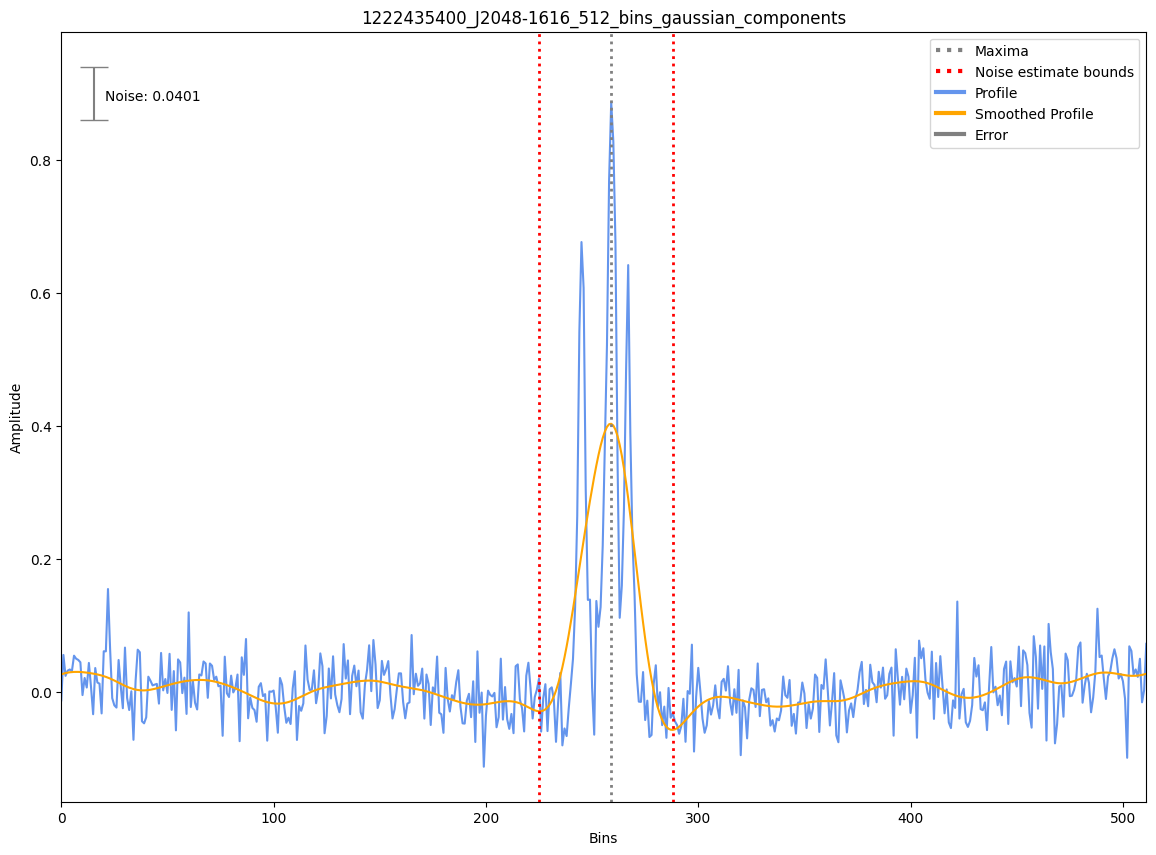 1222435400_J2048-1616_512_bins_gaussian_components
Noise: 0.0401
Maxima
Noise estimate bounds
Profile
Smoothed Profile
Error
0.8
0.6
0.4
0.2
0.0
Amplitude
0
100
200
300
400
500
Bins